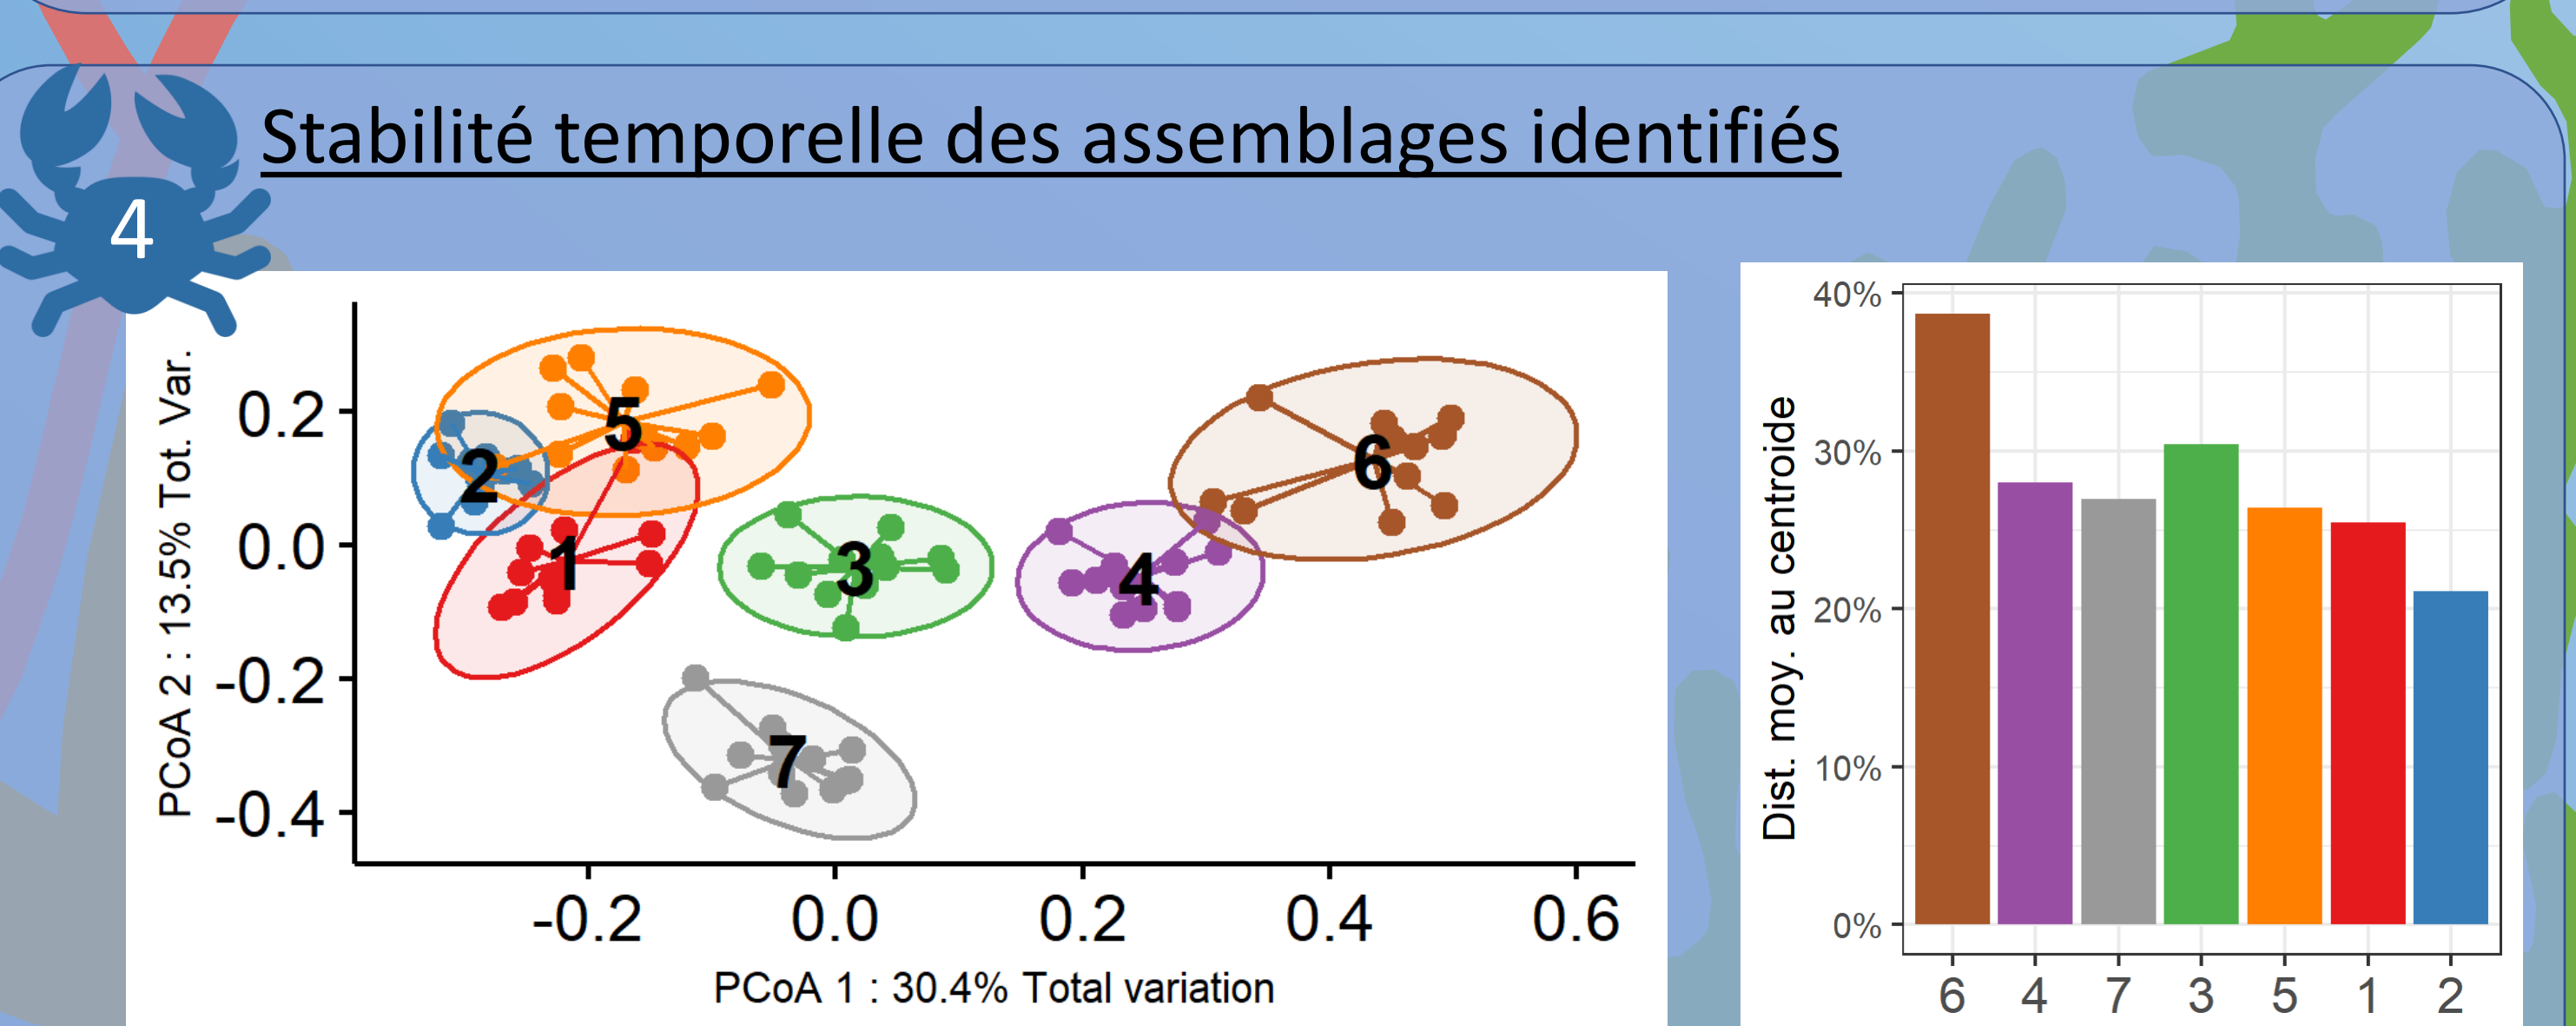 Stabilité temporelle des assemblages identifiés
4
PCoA 2 : 13.5% Tot. Var.
0.2
0.0
-0.2
-0.4
5
2
1
3
4
6
7
-0.2 0.0 0.2 0.4 0.6
PCoA 1 : 30.4% Total variation
Dist. moy. au centroide
40%
30%
20%
10%
0%
6 4 7 3 5 1 2